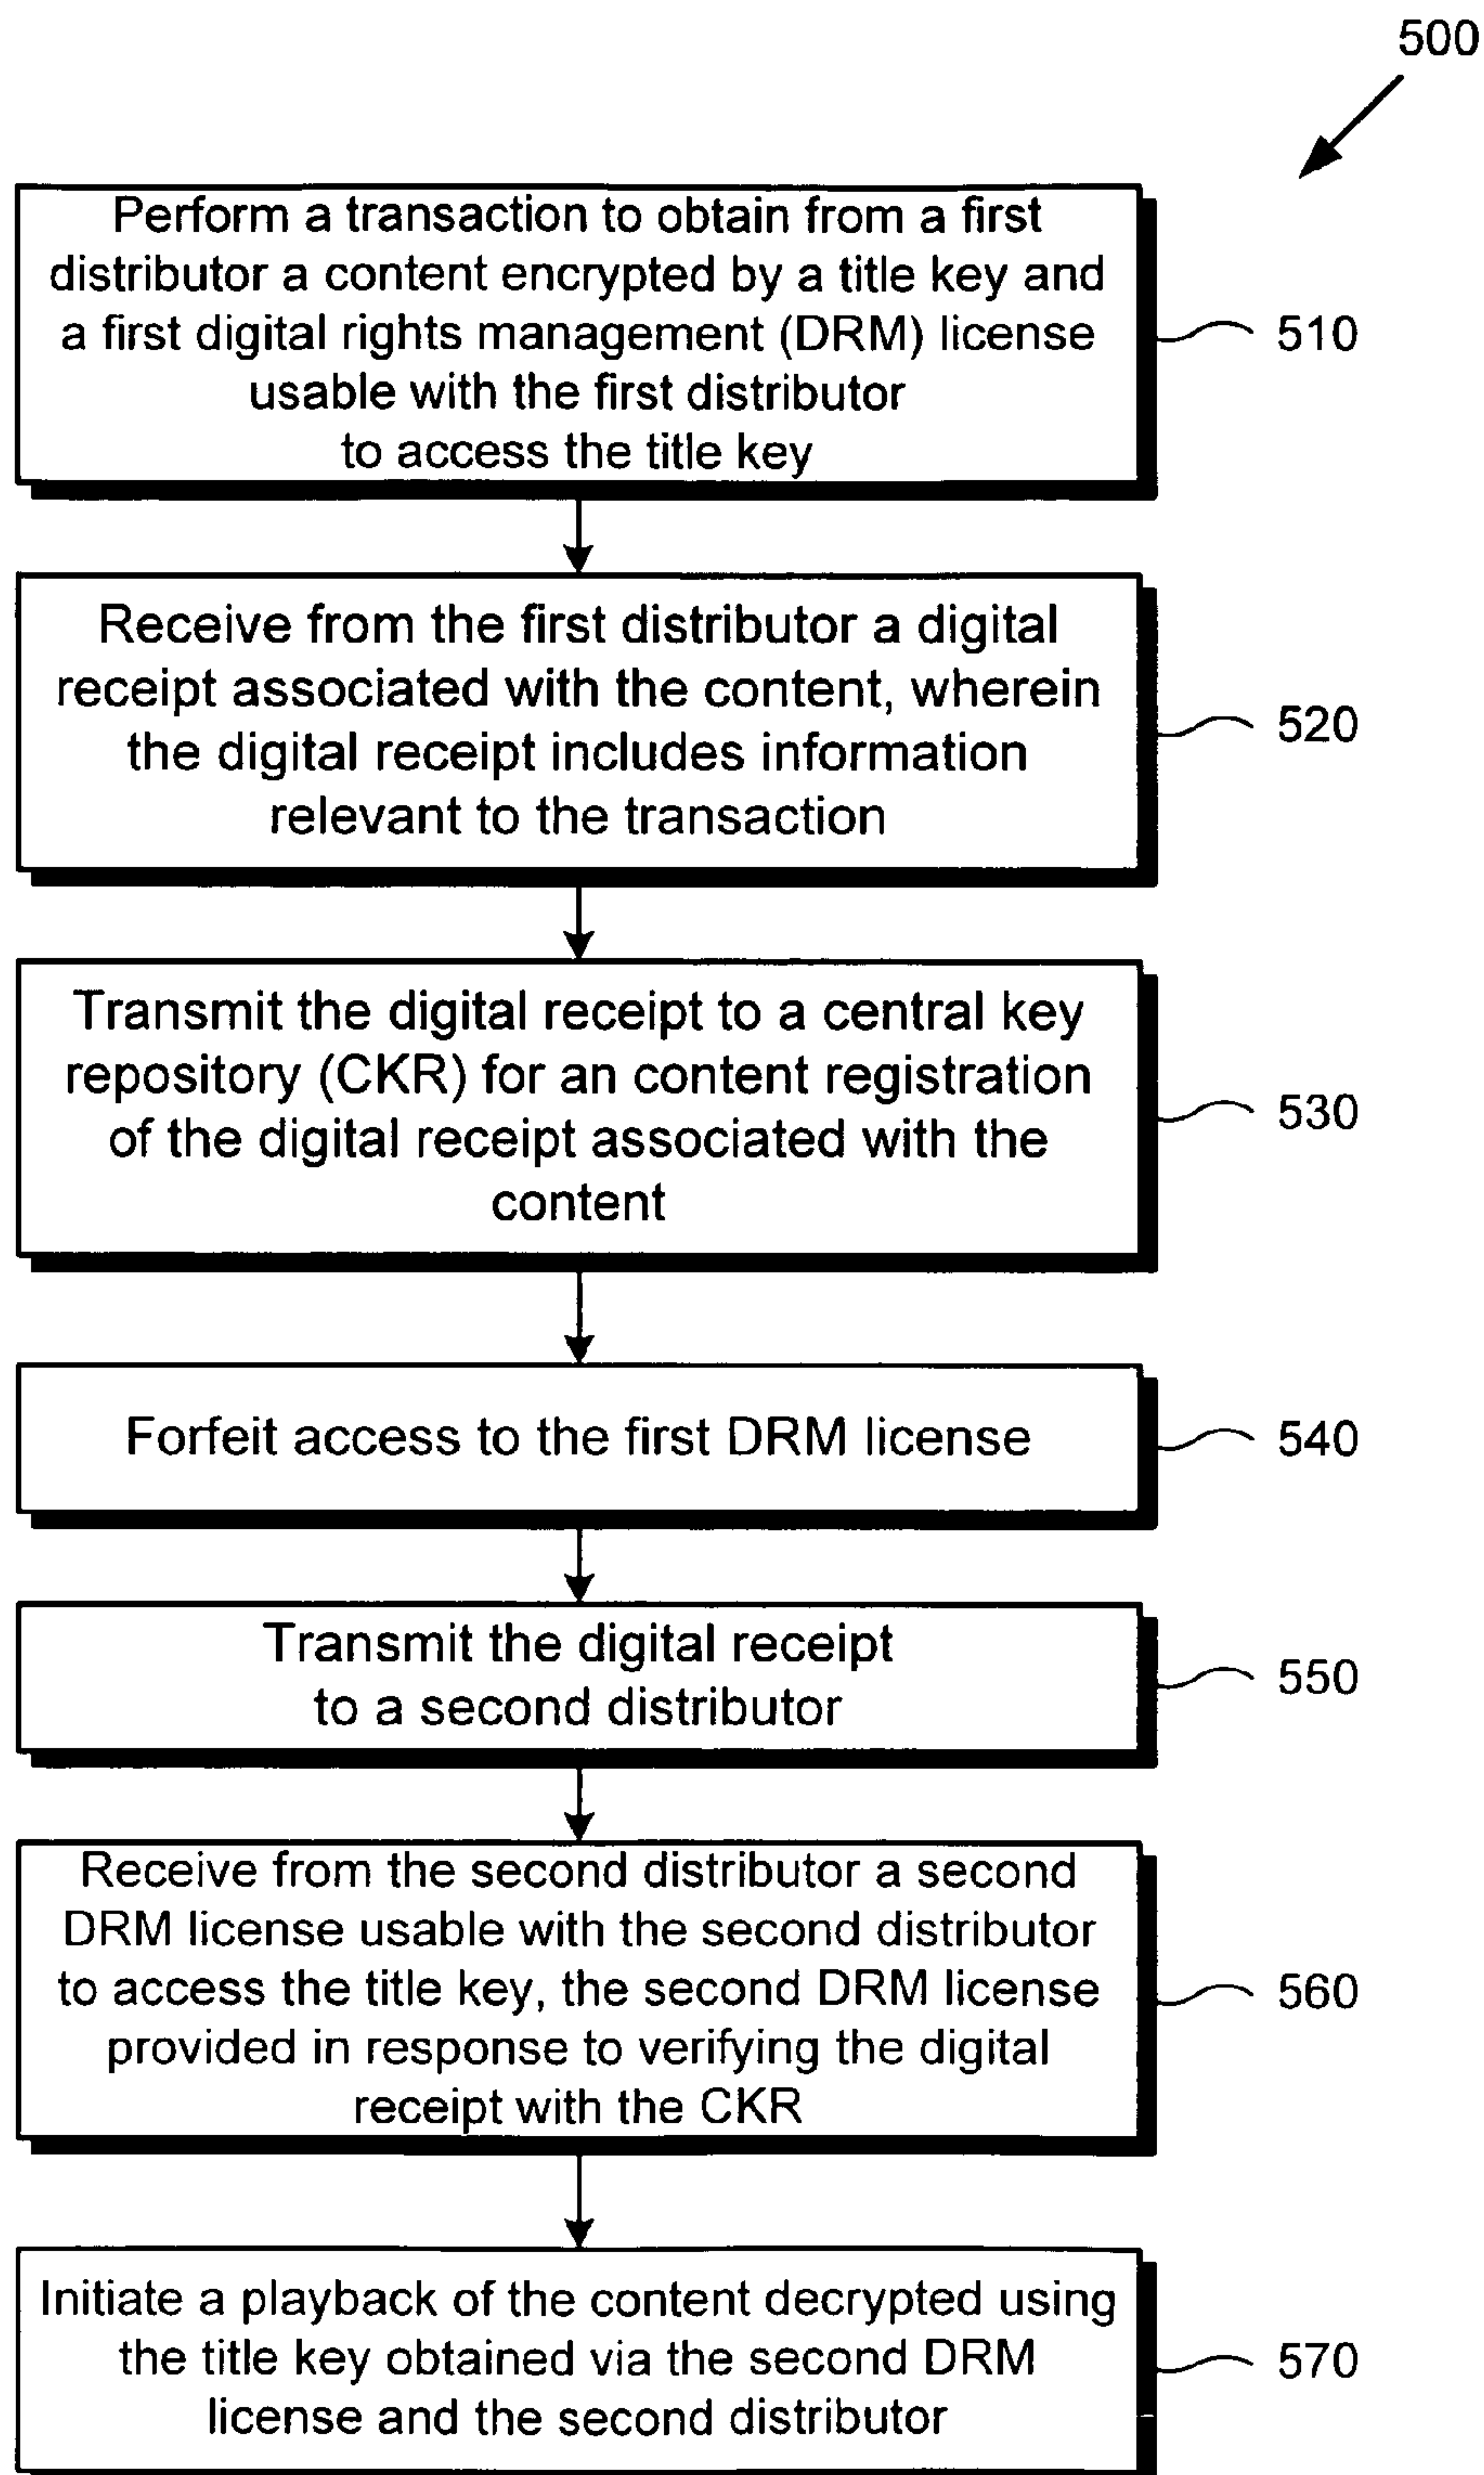 500
Perform a transaction to obtain from a first
distributor a content encrypted by a title key and
a first digital rights management (DRM) license
usable with the first distributor
to access the title key
510
Receive from the first distributor a digital
receipt associated with the content, wherein
the digital receipt includes information
relevant to the transaction
520
Transmit the digital receipt to a central key
repository (CKR) for an content registration
of the digital receipt associated with the
content
530
Forfeit access to the first DRM license
540
Transmit the digital receipt
to a second distributor
550
Receive from the second distributor a second
DRM license usable with the second distributor
to access the title key, the second DRM license
provided in response to verifying the digital
receipt with the CKR
560
Initiate a playback of the content decrypted using
the title key obtained via the second DRM
license and the second distributor
570